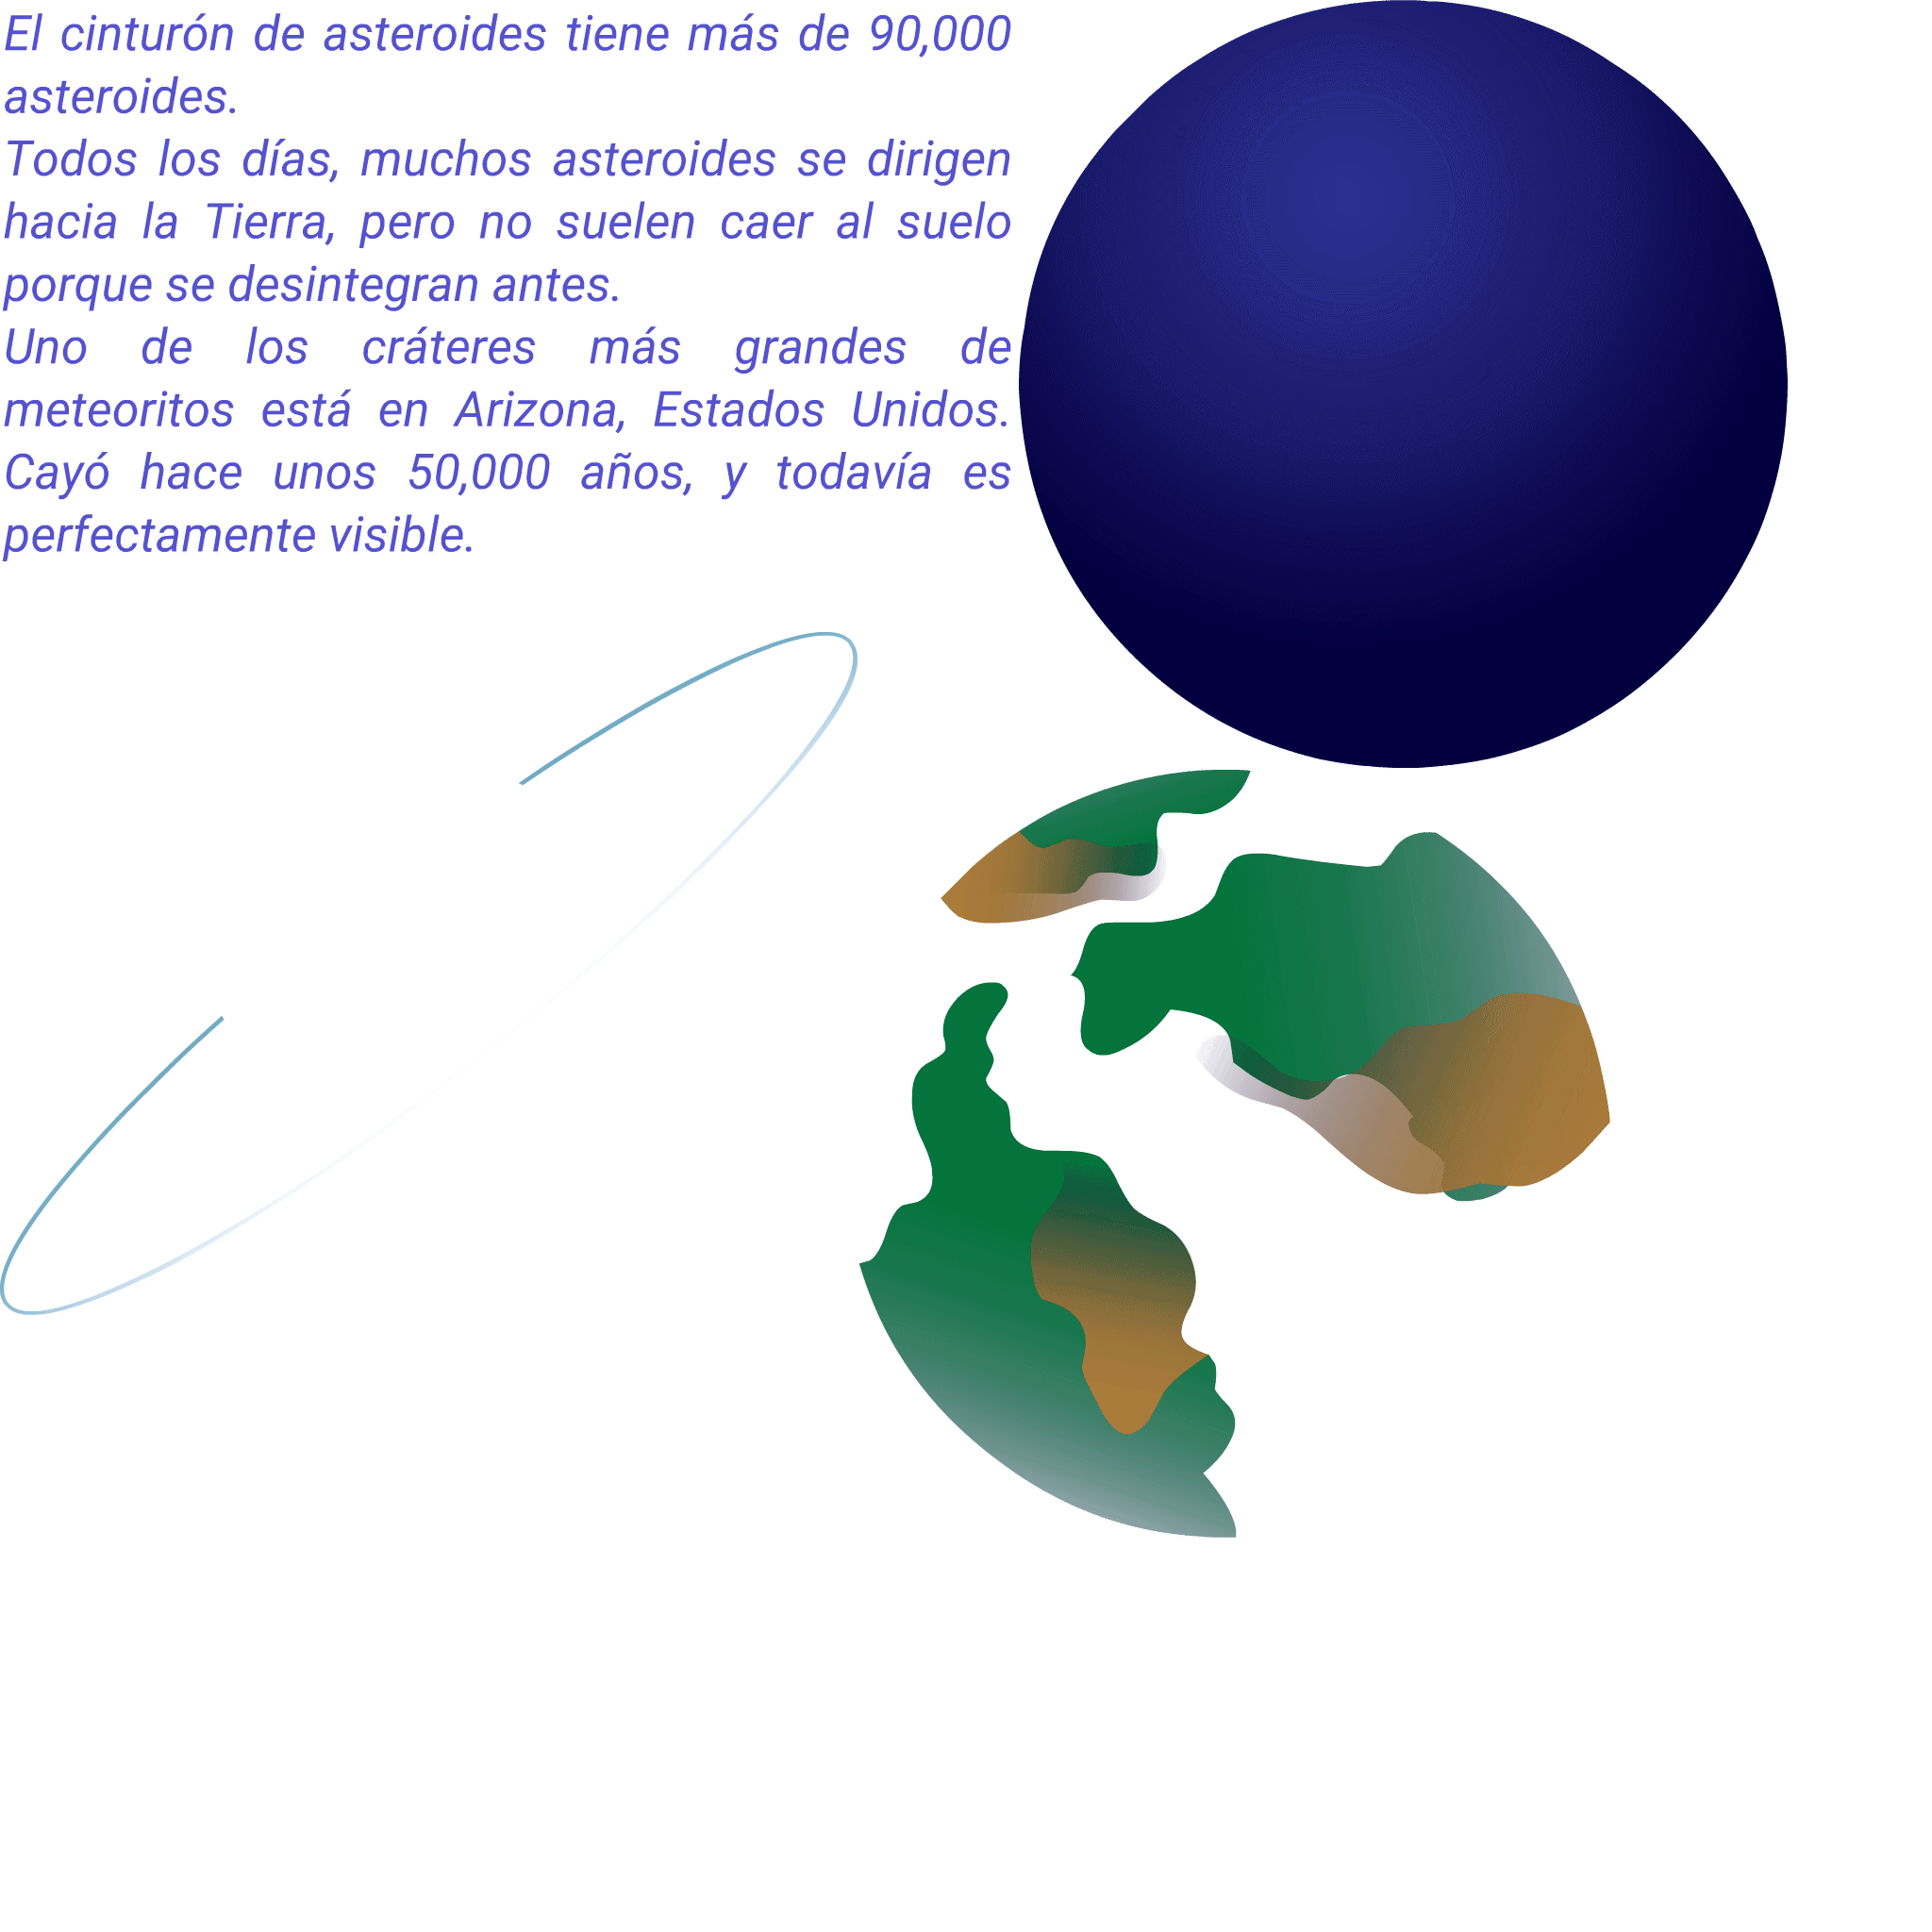 El cinturón de asteroides tiene más de 90,000
asteroides.
Todos los días, muchos asteroides se dirigen
hacia la Tierra, pero no suelen caer al suelo
porque se desintegran antes.
Uno de los cráteres más grandes de
meteoritos está en Arizona, Estados Unidos.
Cayó hace unos 50,000 años, y todavía es
perfectamente visible.